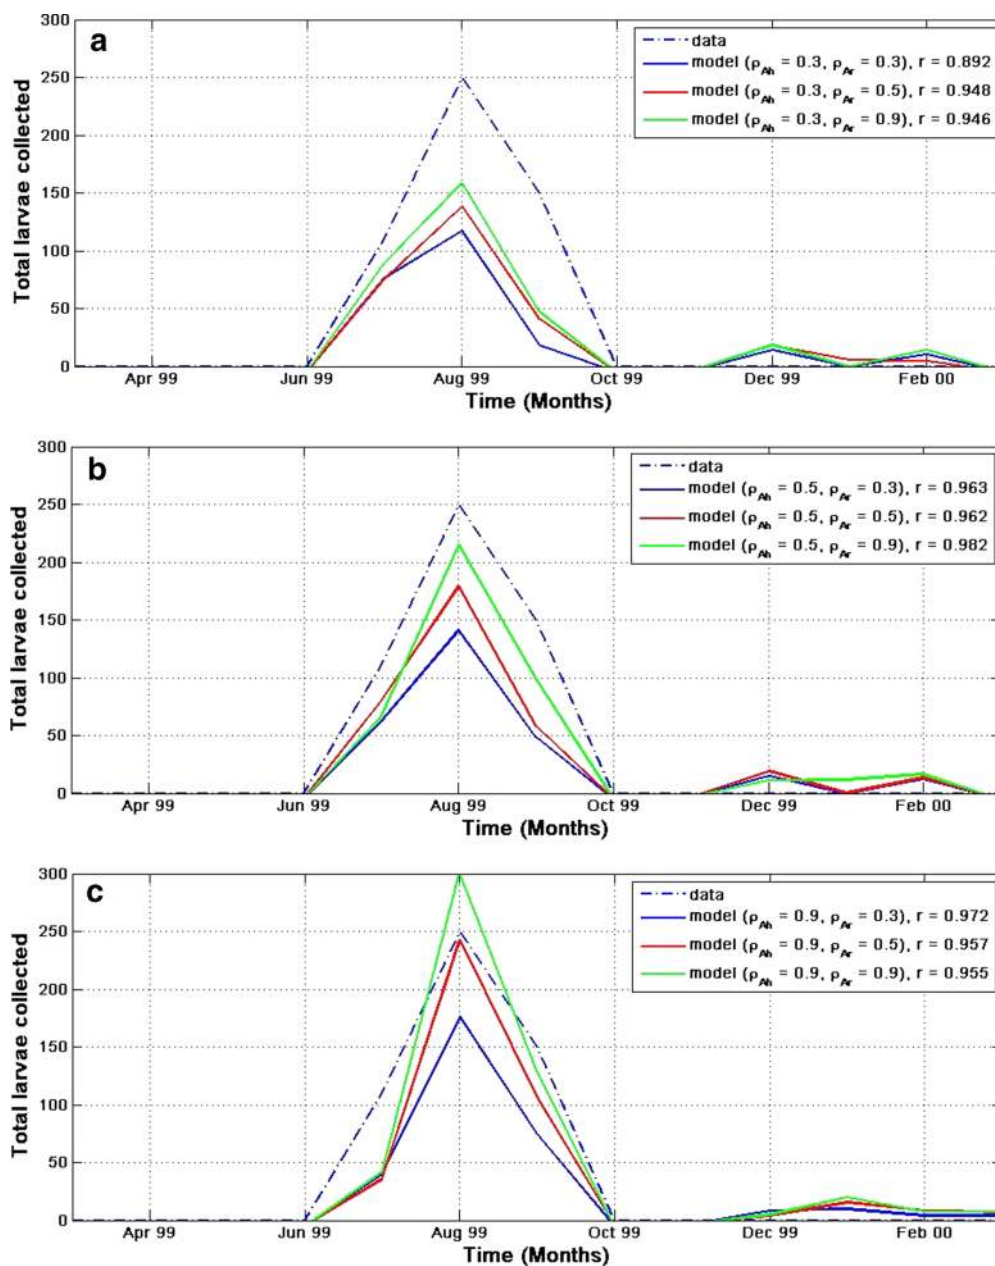 a
300
250
200
150
100
50
0
Total larvae collected
data
model (ρAh = 0.3, ρAr = 0.3), r = 0.892
model (ρAh = 0.3, ρAr = 0.5), r = 0.948
model (ρAh = 0.3, ρAr = 0.9), r = 0.946
Apr 99 Jun 99 Aug 99 Oct 99 Dec 99 Feb 00
Time (Months)
b
300
250
200
150
100
50
0
Total larvae collected
data
model (ρAh = 0.5, ρAr = 0.3), r = 0.963
model (ρAh = 0.5, ρAr = 0.5), r = 0.962
model (ρAh = 0.5, ρAr = 0.9), r = 0.982
Apr 99 Jun 99 Aug 99 Oct 99 Dec 99 Feb 00
Time (Months)
c
300
250
200
150
100
50
0
Total larvae collected
data
model (ρAh = 0.9, ρAr = 0.3), r = 0.972
model (ρAh = 0.9, ρAr = 0.5), r = 0.957
model (ρAh = 0.9, ρAr = 0.9), r = 0.955
Apr 99 Jun 99 Aug 99 Oct 99 Dec 99 Feb 00
Time (Months)